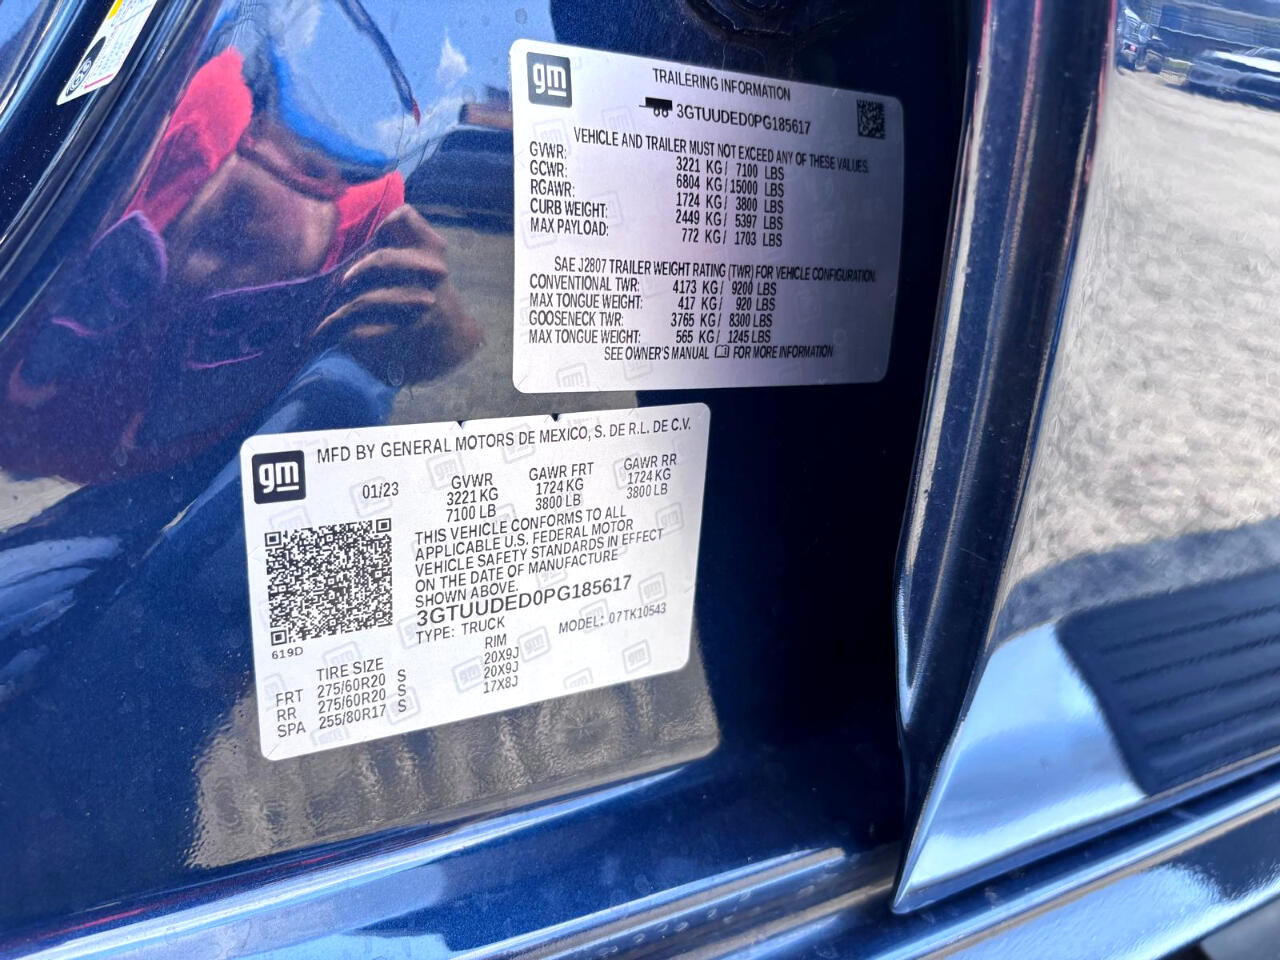 gm
TRAILERING INFORMATION
3GTUUDED0PG185617
VEHICLE AND TRAILER MUST NOT EXCEED ANY OF THESE VALUES.
GVWR: 3221 KG/ 7100 LBS
GCWR: 6804 KG/ 15000 LBS
RGAWR: 1724 KG/ 3800 LBS
CURB WEIGHT: 2449 KG/ 5397 LBS
MAX PAYLOAD: 772 KG/ 1703 LBS
SAE J2807 TRAILER WEIGHT RATING (TWR) FOR VEHICLE CONFIGURATION.
CONVENTIONAL TWR: 4173 KG/ 9200 LBS
MAX TONGUE WEIGHT: 417 KG/ 920 LBS
GOOSENECK TWR: 3765 KG/ 8300 LBS
MAX TONGUE WEIGHT: 565 KG/ 1245 LBS
SEE OWNER'S MANUAL FOR MORE INFORMATION
gm
MFD BY GENERAL MOTORS DE MEXICO, S. DE R.L. DE C.V.
01/23 GVWR GAWR FRT GAWR RR
3221 KG 1724 KG 1724 KG
7100 LB 3800 LB 3800 LB
THIS VEHICLE CONFORMS TO ALL
APPLICABLE U.S. FEDERAL MOTOR
VEHICLE SAFETY STANDARDS IN EFFECT
ON THE DATE OF MANUFACTURE
SHOWN ABOVE.
3GTUUDED0PG185617
TYPE: TRUCK MODEL: 07TK10543
619D
TIRE SIZE RIM
FRT 275/60R20 S 20X9J
RR 275/60R20 S 20X9J
SPA 255/80R17 S 17X8J